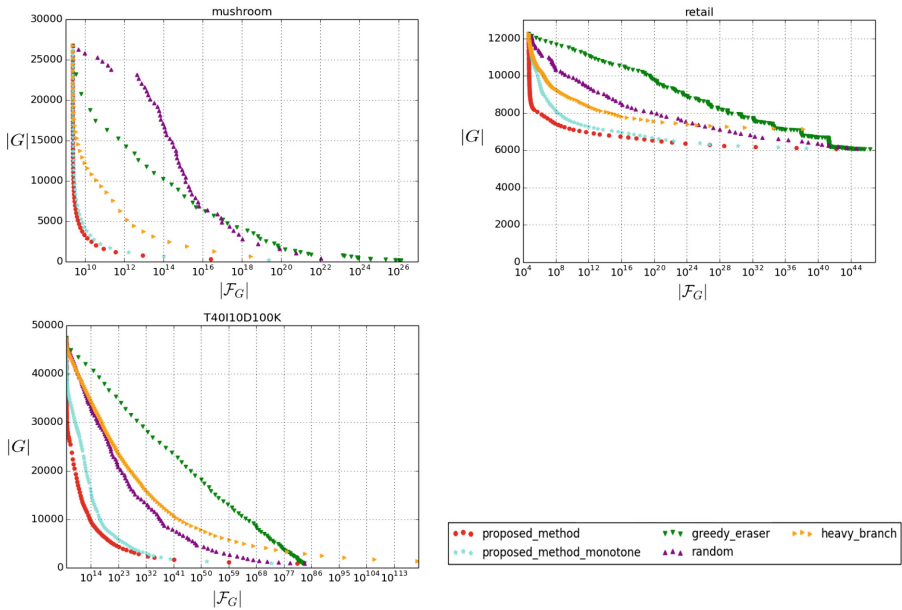 mushroom
30000
25000
20000
15000
10000
5000
0
|G|
10^10 10^12 10^14 10^16 10^18 10^20 10^22 10^24 10^26
|ℱ_G|
retail
12000
10000
8000
6000
4000
2000
0
|G|
10^4 10^8 10^12 10^16 10^20 10^24 10^28 10^32 10^36 10^40 10^44
|ℱ_G|
T40I10D100K
50000
40000
30000
20000
10000
0
|G|
10^14 10^23 10^32 10^41 10^50 10^59 10^68 10^77 10^86 10^95 10^104 10^113
|ℱ_G|
proposed_method greedy_eraser heavy_branch
proposed_method_monotone random